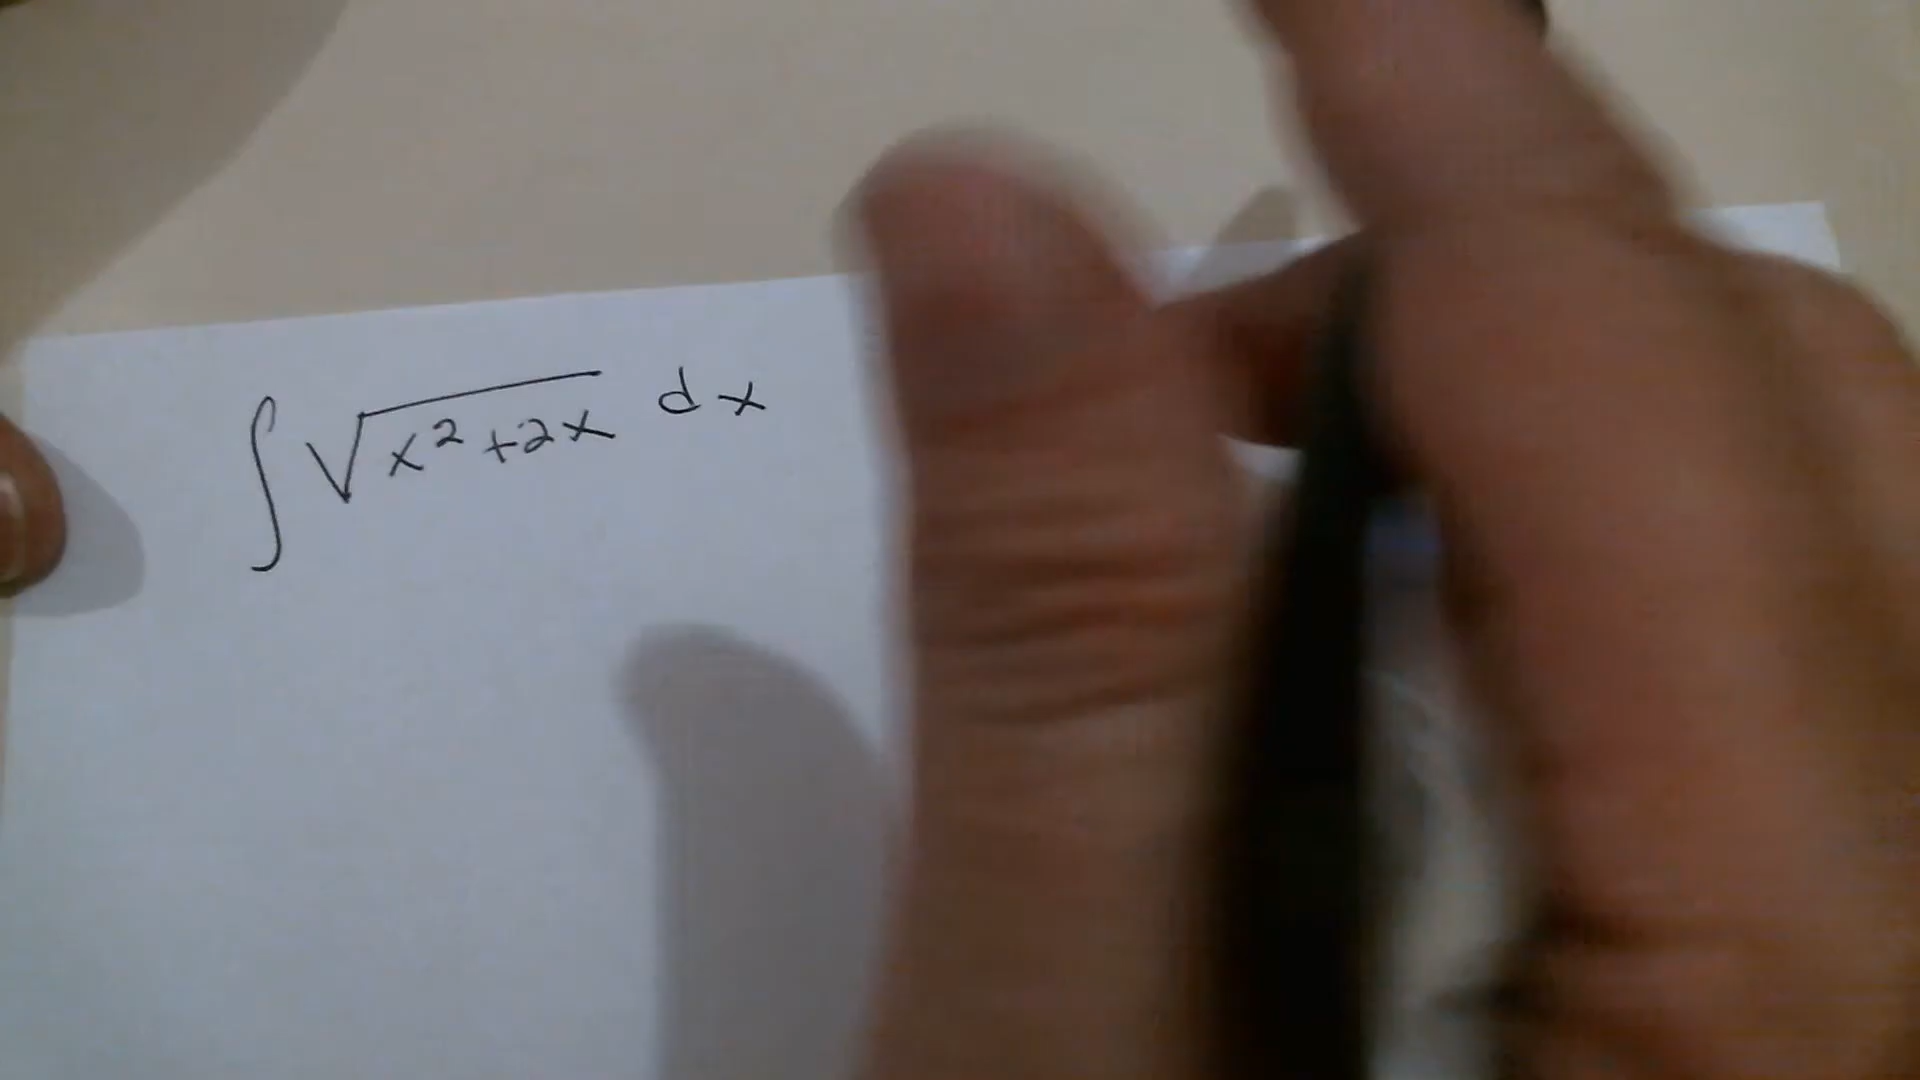 ∫ √(x² + 2x) dx